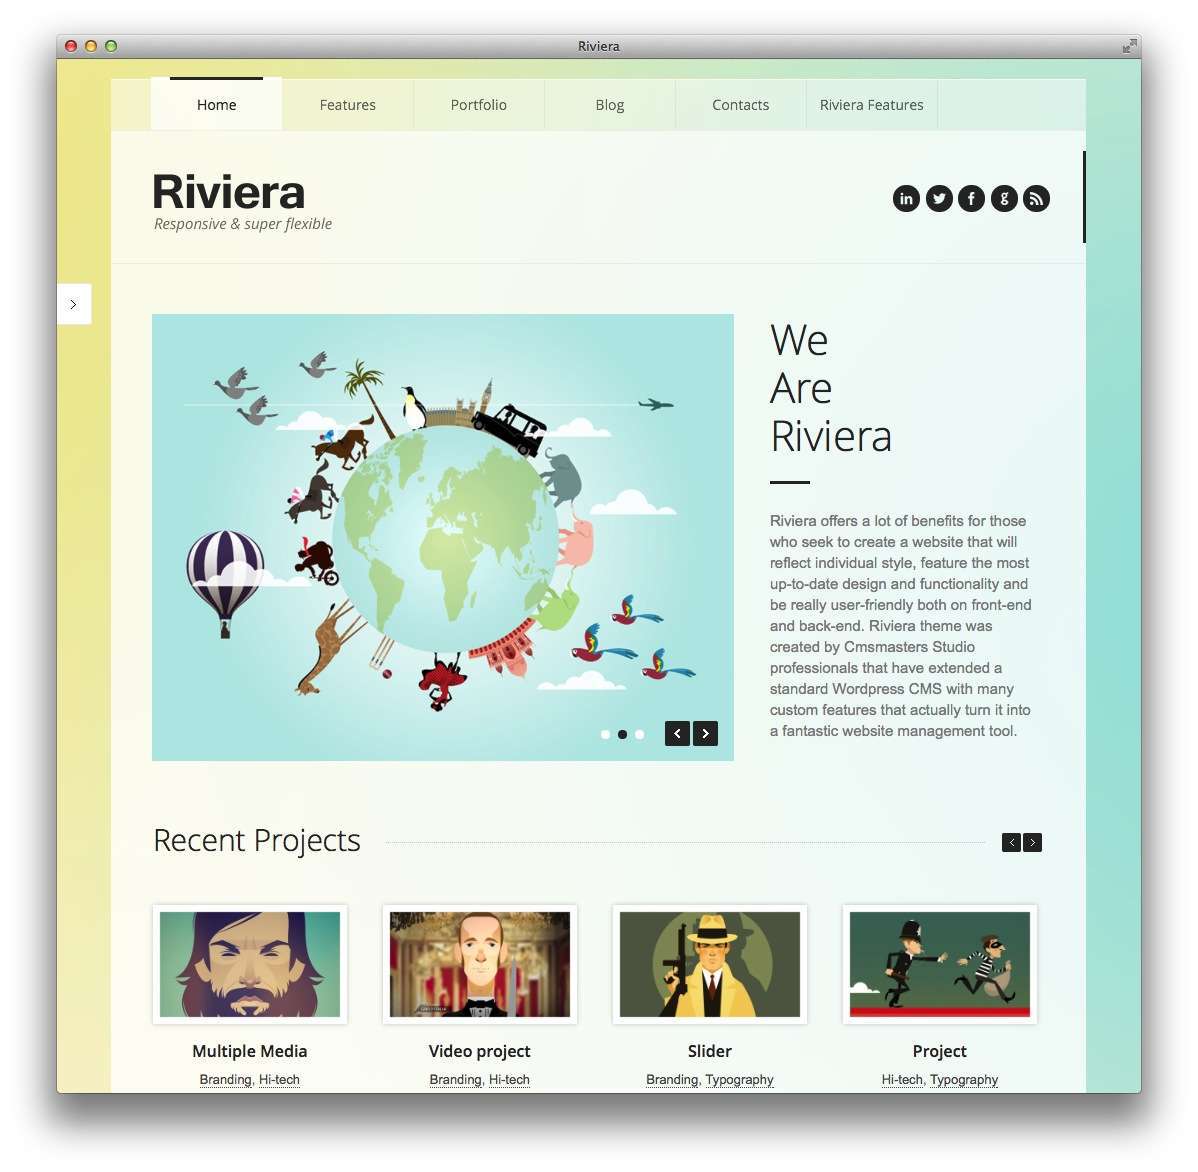 Riviera
Home
Features
Portfolio
Blog
Contacts
Riviera Features
Riviera
Responsive & super flexible
We
Are
Riviera
Riviera offers a lot of benefits for those
who seek to create a website that will
reflect individual style, feature the most
up-to-date design and functionality and
be really user-friendly both on front-end
and back-end. Riviera theme was
created by Cmsmasters Studio
professionals that have extended a
standard Wordpress CMS with many
custom features that actually turn it into
a fantastic website management tool.
Recent Projects
Multiple Media
Branding, Hi-tech
Video project
Branding, Hi-tech
Slider
Branding, Typography
Project
Hi-tech, Typography